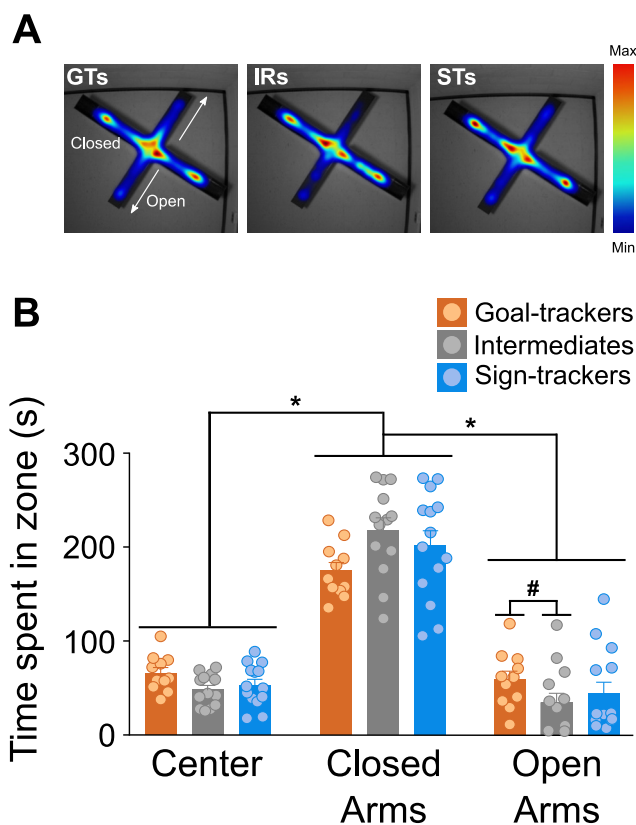 A
GTs
IRs
STs
Closed
Open
Max
Min
B
Goal-trackers
Intermediates
Sign-trackers
Time spent in zone (s)
300
200
100
0
*
*
#
Center
Closed
Arms
Open
Arms